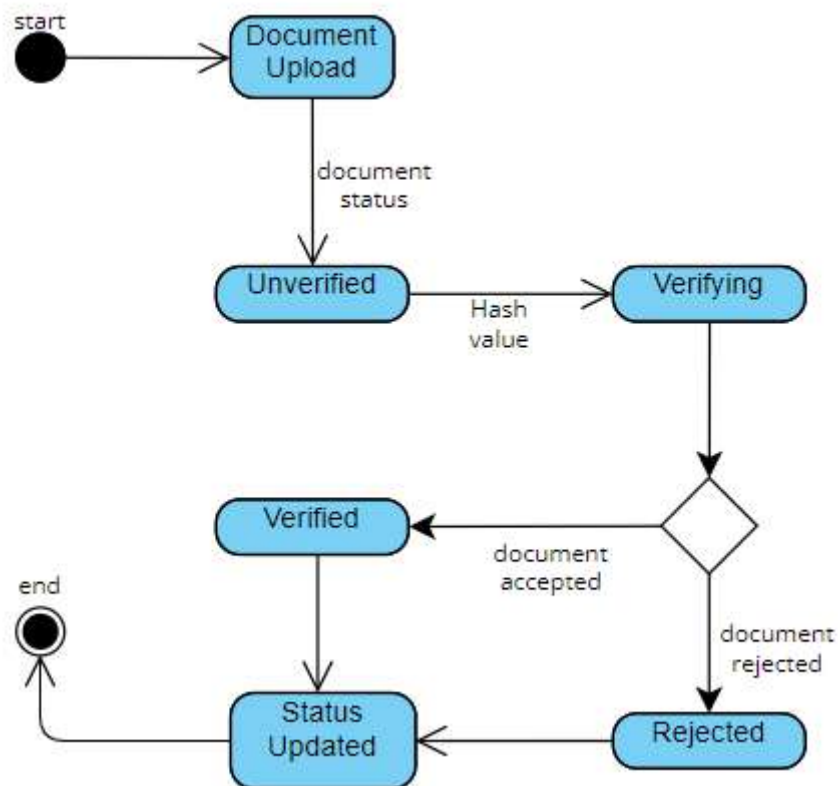 start
Document
Upload
document
status
Unverified
Hash
value
Verifying
Verified
document
accepted
end
document
rejected
Status
Updated
Rejected